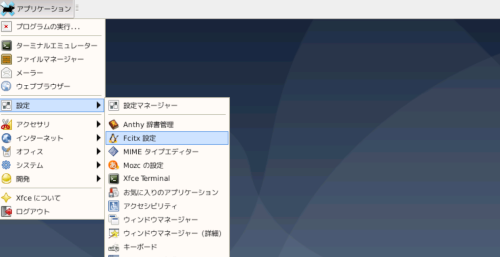 アプリケーション
プログラムの実行...
ターミナルエミュレーター
ファイルマネージャー
メーラー
ウェブブラウザー
設定
アクセサリ
インターネット
オフィス
システム
開発
Xfce について
ログアウト
設定マネージャー
Anthy 辞書管理
Fcitx 設定
MIME タイプエディター
Mozc の設定
Xfce Terminal
お気に入りのアプリケーション
アクセシビリティ
ウィンドウマネージャー
ウィンドウマネージャー (詳細)
キーボード